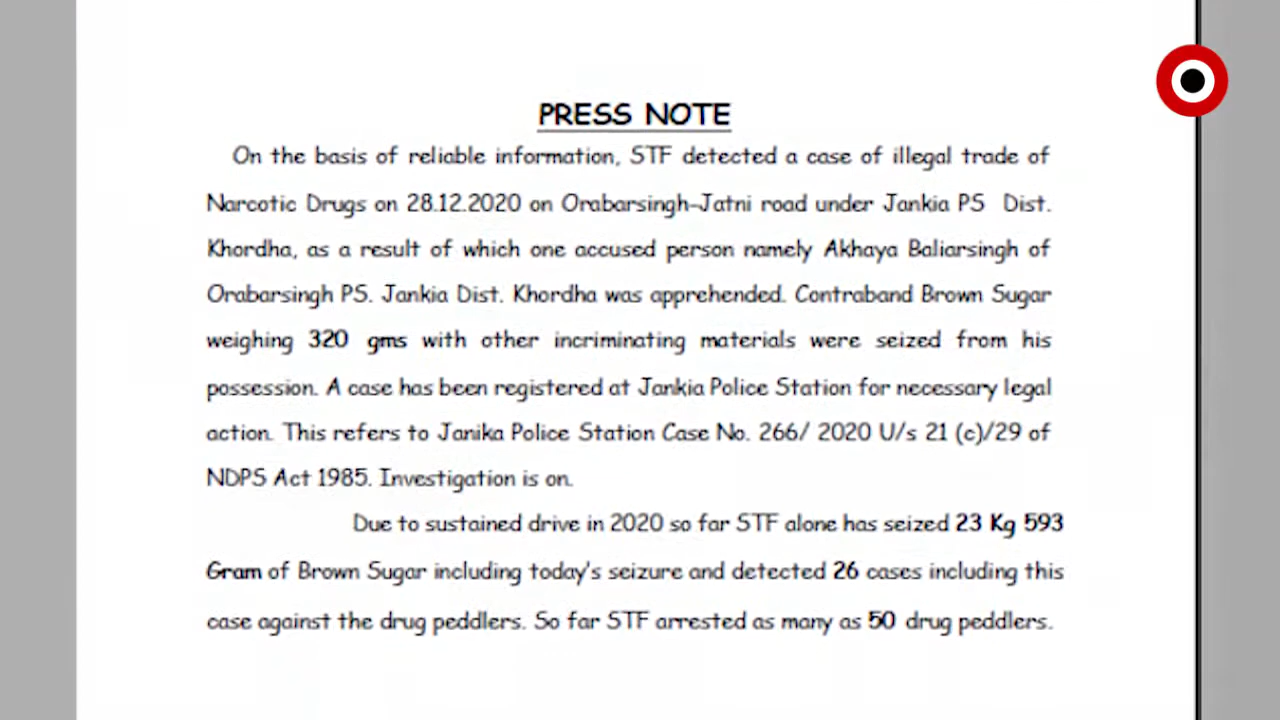 PRESS NOTE
On the basis of reliable information, STF detected a case of illegal trade of
Narcotic Drugs on 28.12.2020 on Orabarsingh-Jatni road under Jankia PS Dist.
Khordha, as a result of which one accused person namely Akhaya Baliarsingh of
Orabarsingh PS. Jankia Dist. Khordha was apprehended. Contraband Brown Sugar
weighing 320 gms with other incriminating materials were seized from his
possession. A case has been registered at Jankia Police Station for necessary legal
action. This refers to Janika Police Station Case No. 266/ 2020 U/s 21 (c)/29 of
NDPS Act 1985. Investigation is on.
Due to sustained drive in 2020 so far STF alone has seized 23 Kg 593
Gram of Brown Sugar including today's seizure and detected 26 cases including this
case against the drug peddlers. So far STF arrested as many as 50 drug peddlers.